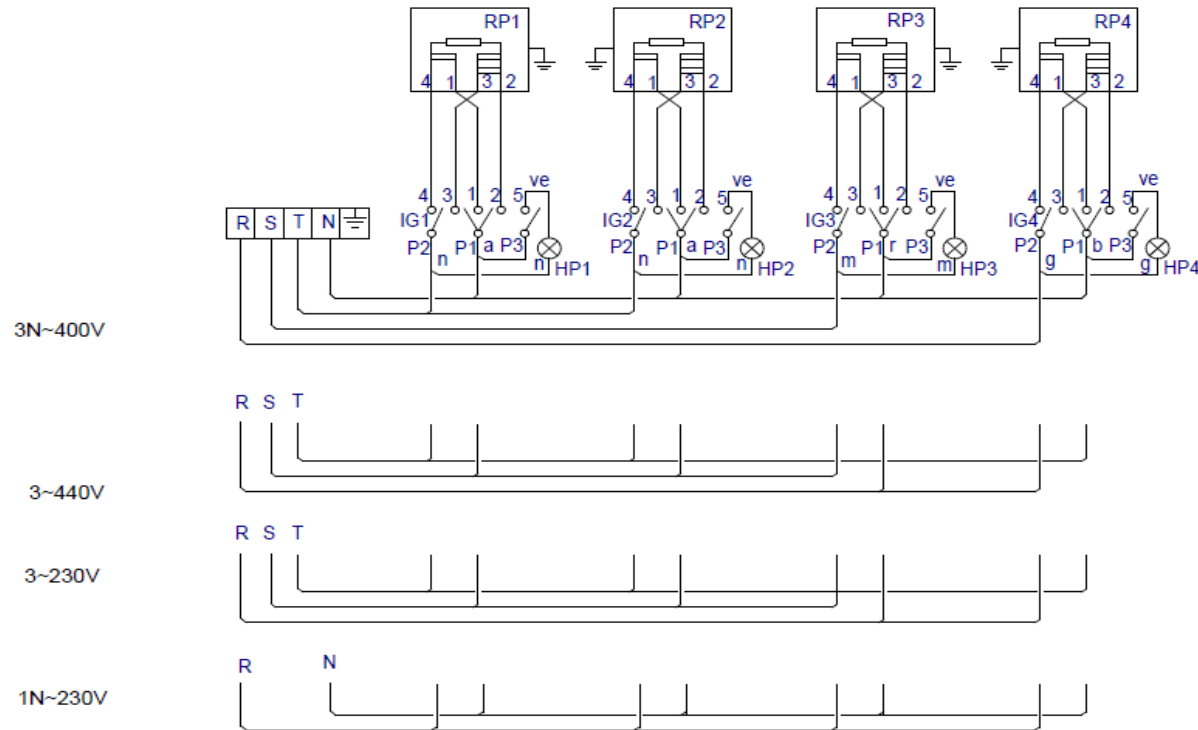 RP1 RP2 RP3 RP4
4 1 3 2 4 1 3 2 4 1 3 2 4 1 3 2
ve ve ve ve
4 3 1 2 5 4 3 1 2 5 4 3 1 2 5 4 3 1 2 5
R S T N IG1 IG2 IG3 IG4
P2 P1 a P3 P2 P1 a P3 P2 P1 r P3 P2 P1 b P3
n n HP1 n n HP2 m m HP3 g g HP4
3N~400V
R S T
3~440V
R S T
3~230V
R N
1N~230V